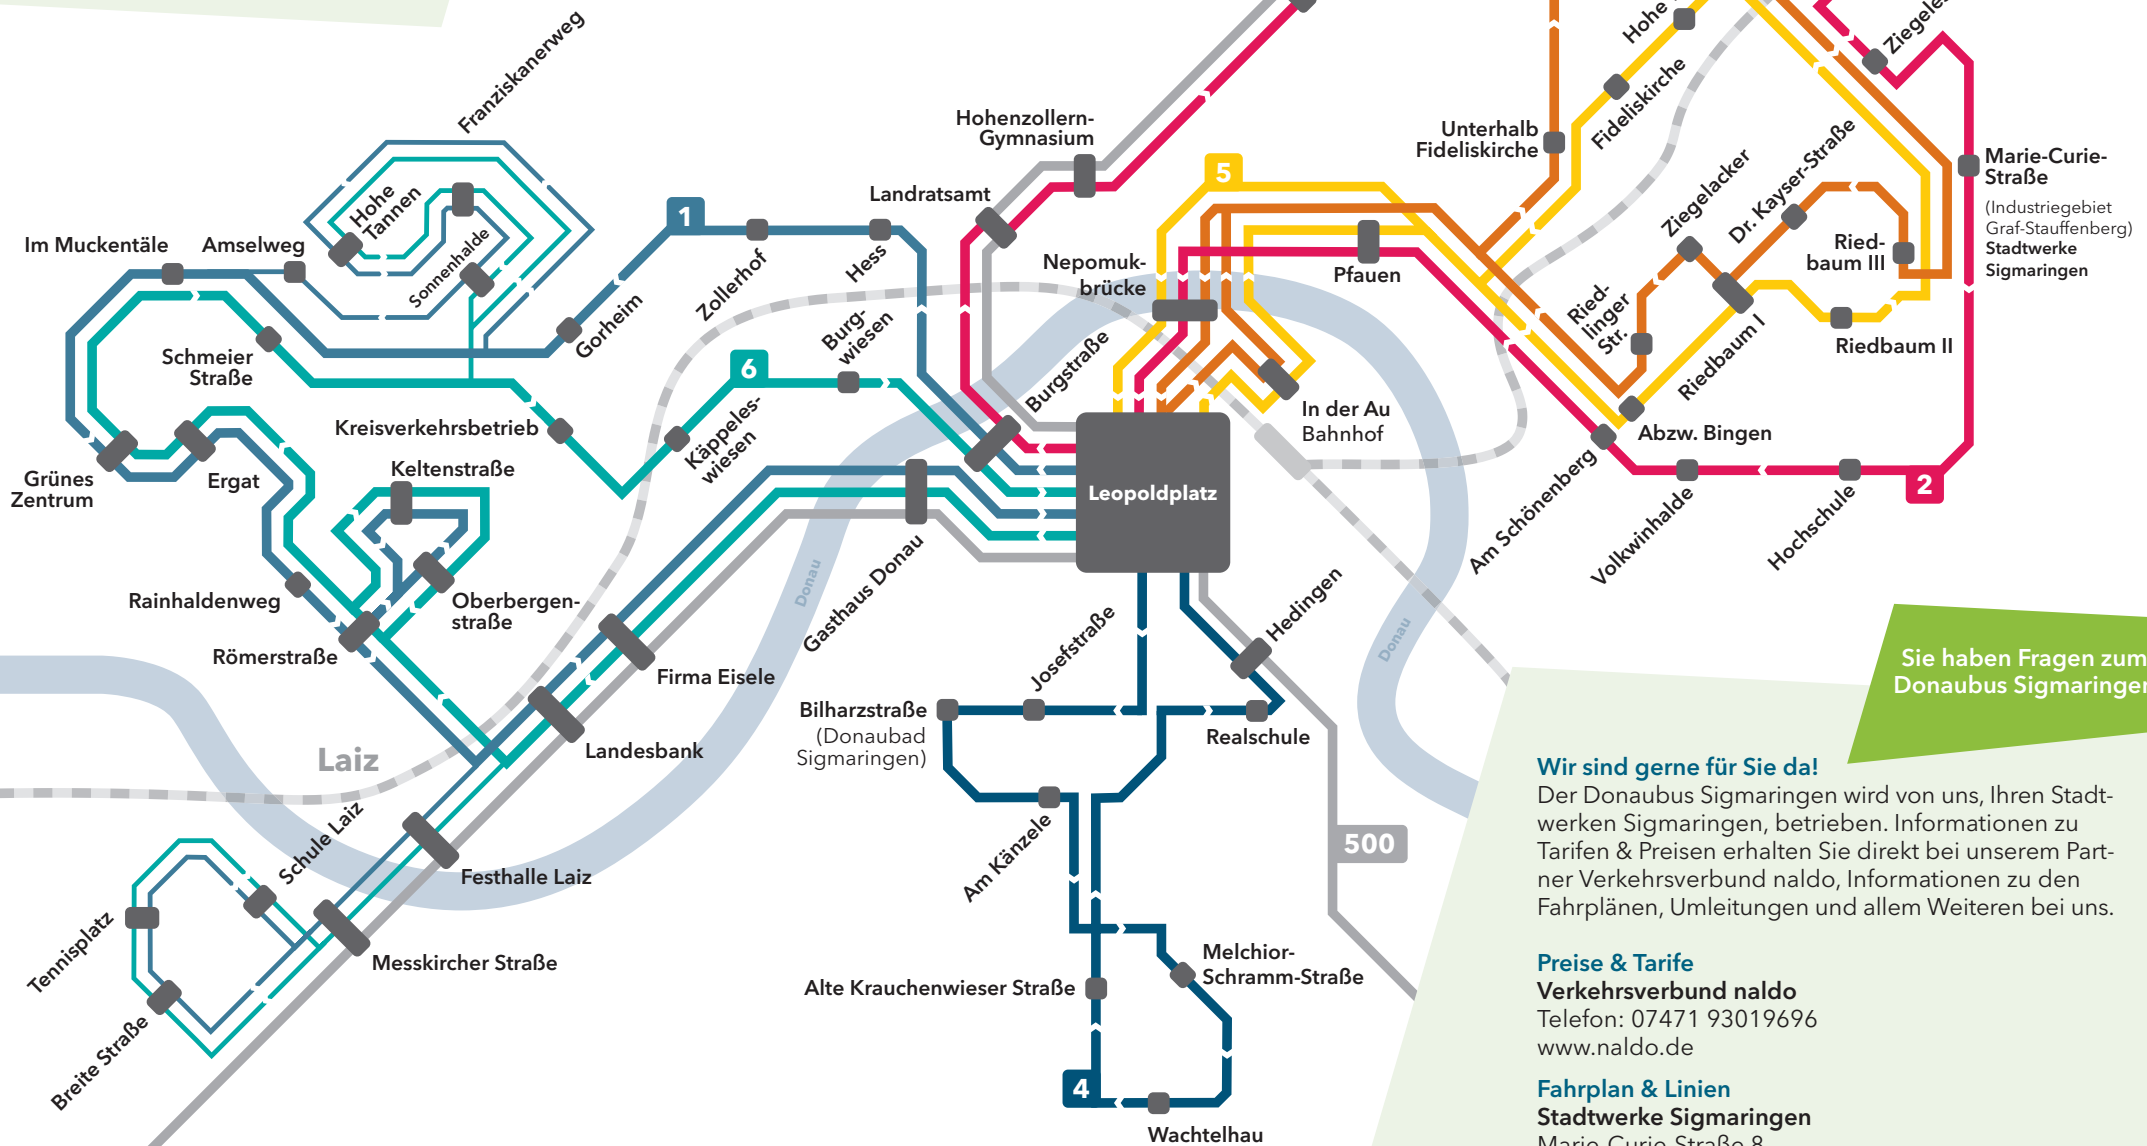 Franziskanerweg
Hohe
Tannen
Sonnenhalde
Im Muckentäle
Amselweg
1
Zollerhof
Hess
Gorheim
Schmeier
Straße
Burg-
wiesen
6
Käppeles-
wiesen
Kreisverkehrsbetrieb
Grünes
Zentrum
Ergat
Keltenstraße
Oberbergen-
straße
Rainhaldenweg
Römerstraße
Laiz
Schule Laiz
Tennisplatz
Breite Straße
Messkircher Straße
Festhalle Laiz
Landesbank
Firma Eisele
Gasthaus Donau
Donau
Hohenzollern-
Gymnasium
Landratsamt
Burgstraße
Nepomuk-
brücke
5
Pfauen
In der Au
Bahnhof
Leopoldplatz
Josefstraße
Hedingen
Bilharzstraße
(Donaubad
Sigmaringen)
Realschule
Am Känzele
500
Alte Krauchenwieser Straße
Melchior-
Schramm-Straße
4
Wachtelhau
Donau
Hohe
Fideliskirche
Unterhalb
Fideliskirche
Ziegelacker
Dr. Kayser-Straße
Ried-
baum III
Ried-
linger
Str.
Riedbaum I
Riedbaum II
Abzw. Bingen
Am Schönenberg
Volkwinhalde
Hochschule
2
Marie-Curie-
Straße
(Industriegebiet
Graf-Stauffenberg)
Stadtwerke
Sigmaringen
Sie haben Fragen zum
Donaubus Sigmaringen
Wir sind gerne für Sie da!
Der Donaubus Sigmaringen wird von uns, Ihren Stadt-
werken Sigmaringen, betrieben. Informationen zu
Tarifen & Preisen erhalten Sie direkt bei unserem Part-
ner Verkehrsverbund naldo, Informationen zu den
Fahrplänen, Umleitungen und allem Weiteren bei uns.
Preise & Tarife
Verkehrsverbund naldo
Telefon: 07471 93019696
www.naldo.de
Fahrplan & Linien
Stadtwerke Sigmaringen
Marie-Curie-Straße 8